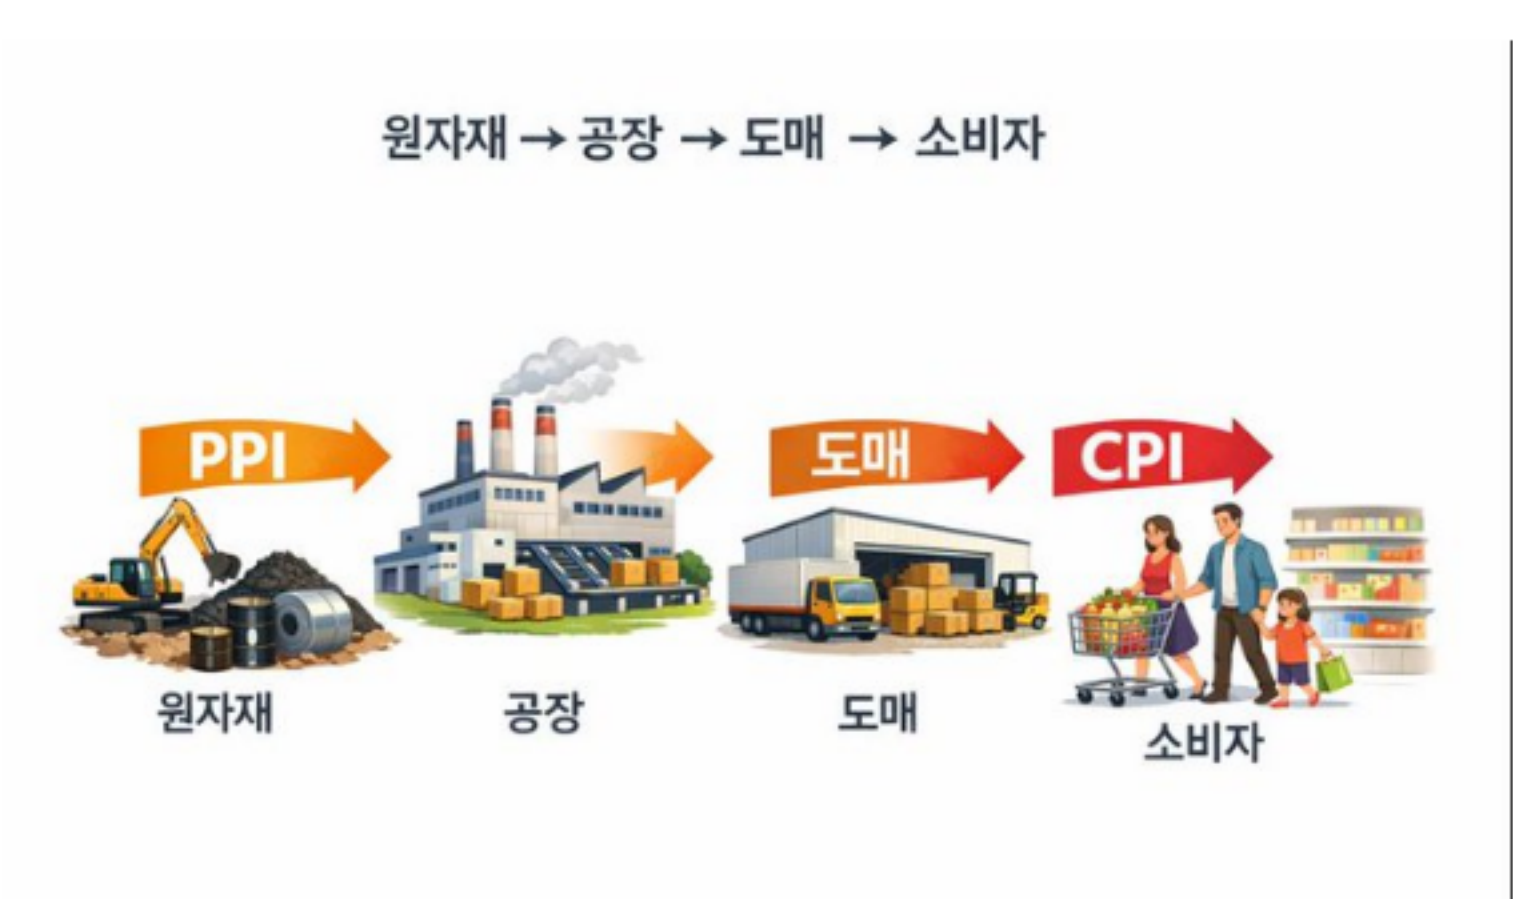 원자재 → 공장 → 도매 → 소비자
PPI
도매
CPI
원자재
공장
도매
소비자